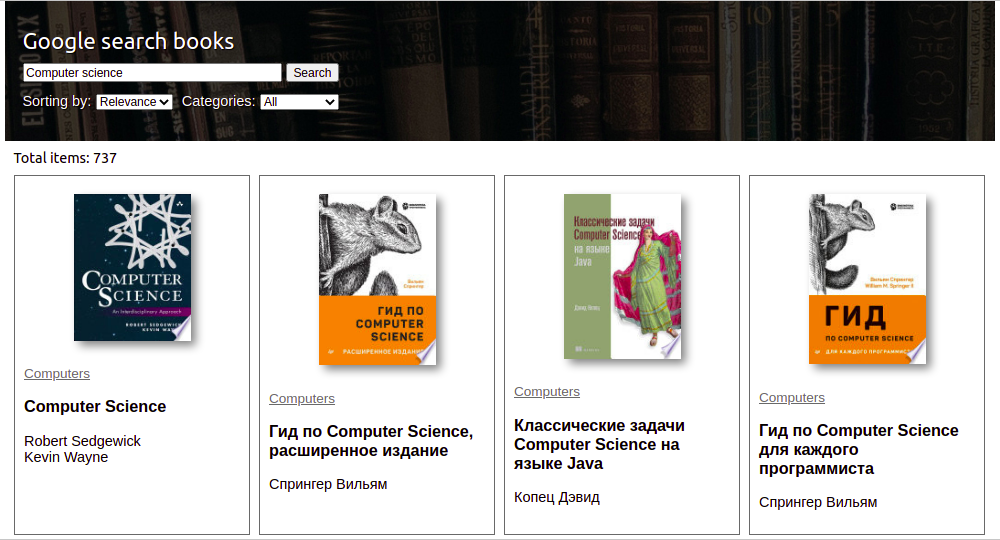 Google search books
Computer science Search
Sorting by: Relevance Categories: All
Total items: 737
COMPUTER
SCIENCE
An Interdisciplinary Approach
ROBERT SEDGEWICK
KEVIN WAYNE
Computers
Computer Science
Robert Sedgewick
Kevin Wayne
Вильям
Спрингер
ГИД ПО
COMPUTER
SCIENCE
РАСШИРЕННОЕ ИЗДАНИЕ
Computers
Гид по Computer Science,
расширенное издание
Спрингер Вильям
Классические задачи
Computer Science
на языке
Java
Дэвид Копец
Computers
Классические задачи
Computer Science на
языке Java
Копец Дэвид
Вильям Спрингер
William M. Springer II
ГИД
ПО COMPUTER SCIENCE
ДЛЯ КАЖДОГО ПРОГРАММИСТА
Computers
Гид по Computer Science
для каждого
программиста
Спрингер Вильям